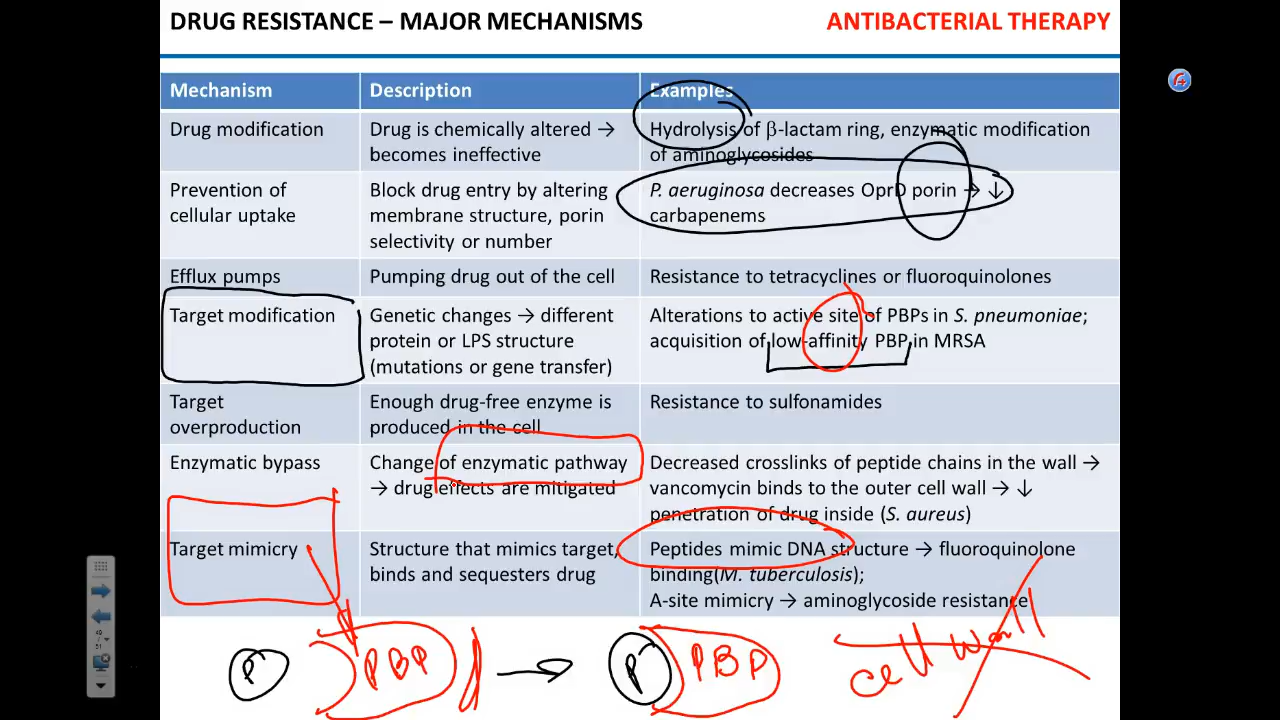 DRUG RESISTANCE – MAJOR MECHANISMS
ANTIBACTERIAL THERAPY
Mechanism
Description
Examples
Drug modification
Drug is chemically altered →
becomes ineffective
Hydrolysis of β-lactam ring, enzymatic modification
of aminoglycosides
Prevention of
cellular uptake
Block drug entry by altering
membrane structure, porin
selectivity or number
P. aeruginosa decreases OprD porin → ↓
carbapenems
Efflux pumps
Pumping drug out of the cell
Resistance to tetracyclines or fluoroquinolones
Target modification
Genetic changes → different
protein or LPS structure
(mutations or gene transfer)
Alterations to active site of PBPs in S. pneumoniae;
acquisition of low-affinity PBP in MRSA
Target
overproduction
Enough drug-free enzyme is
produced in the cell
Resistance to sulfonamides
Enzymatic bypass
Change of enzymatic pathway
→ drug effects are mitigated
Decreased crosslinks of peptide chains in the wall →
vancomycin binds to the outer cell wall → ↓
penetration of drug inside (S. aureus)
Target mimicry
Structure that mimics target,
binds and sequesters drug
Peptides mimic DNA structure → fluoroquinolone
binding(M. tuberculosis);
A-site mimicry → aminoglycoside resistance
P PBP → P PBP cell wall